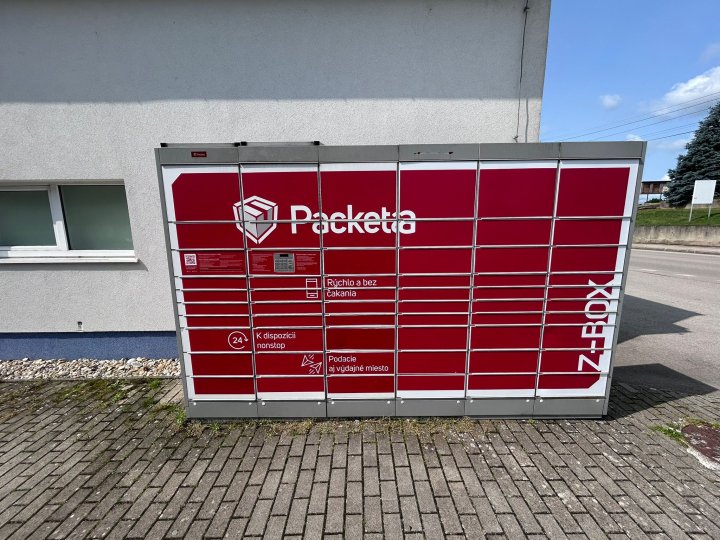 Packeta
Rýchlo a bez
čakania
24
K dispozícii
nonstop
Podacie
aj výdajné miesto
Z-BOX